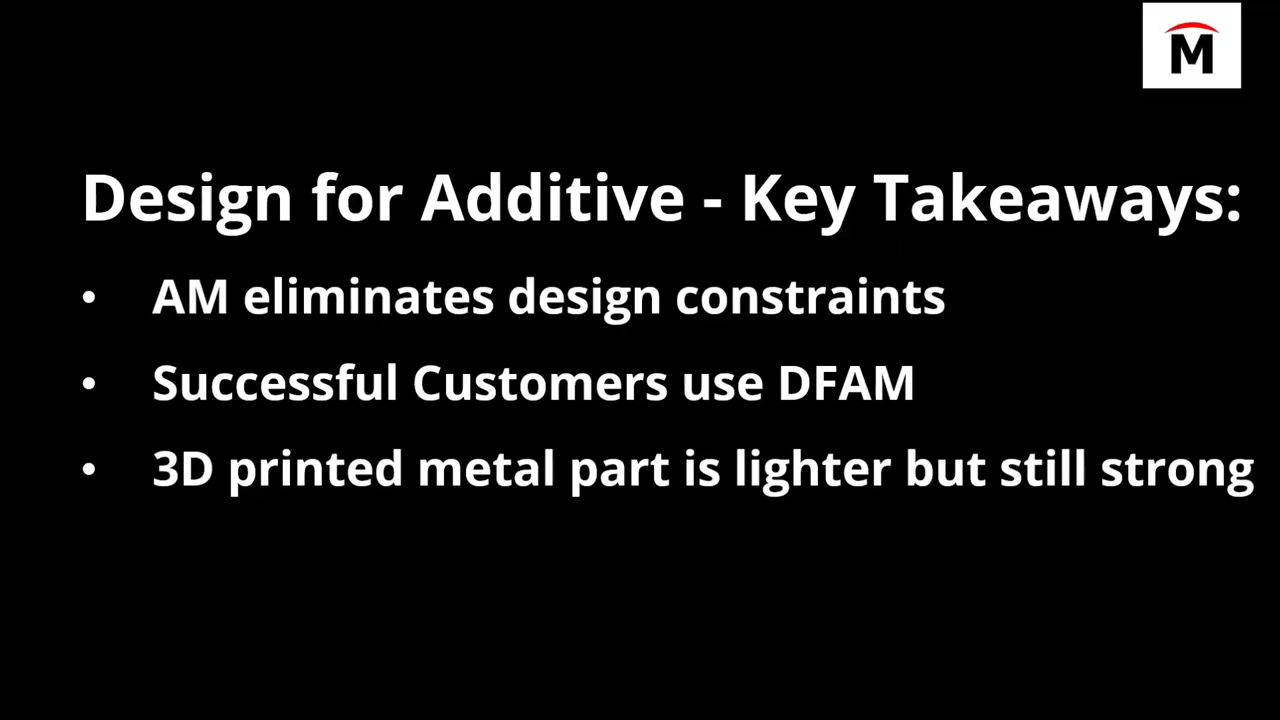 M
Design for Additive - Key Takeaways:
• AM eliminates design constraints
• Successful Customers use DFAM
• 3D printed metal part is lighter but still strong